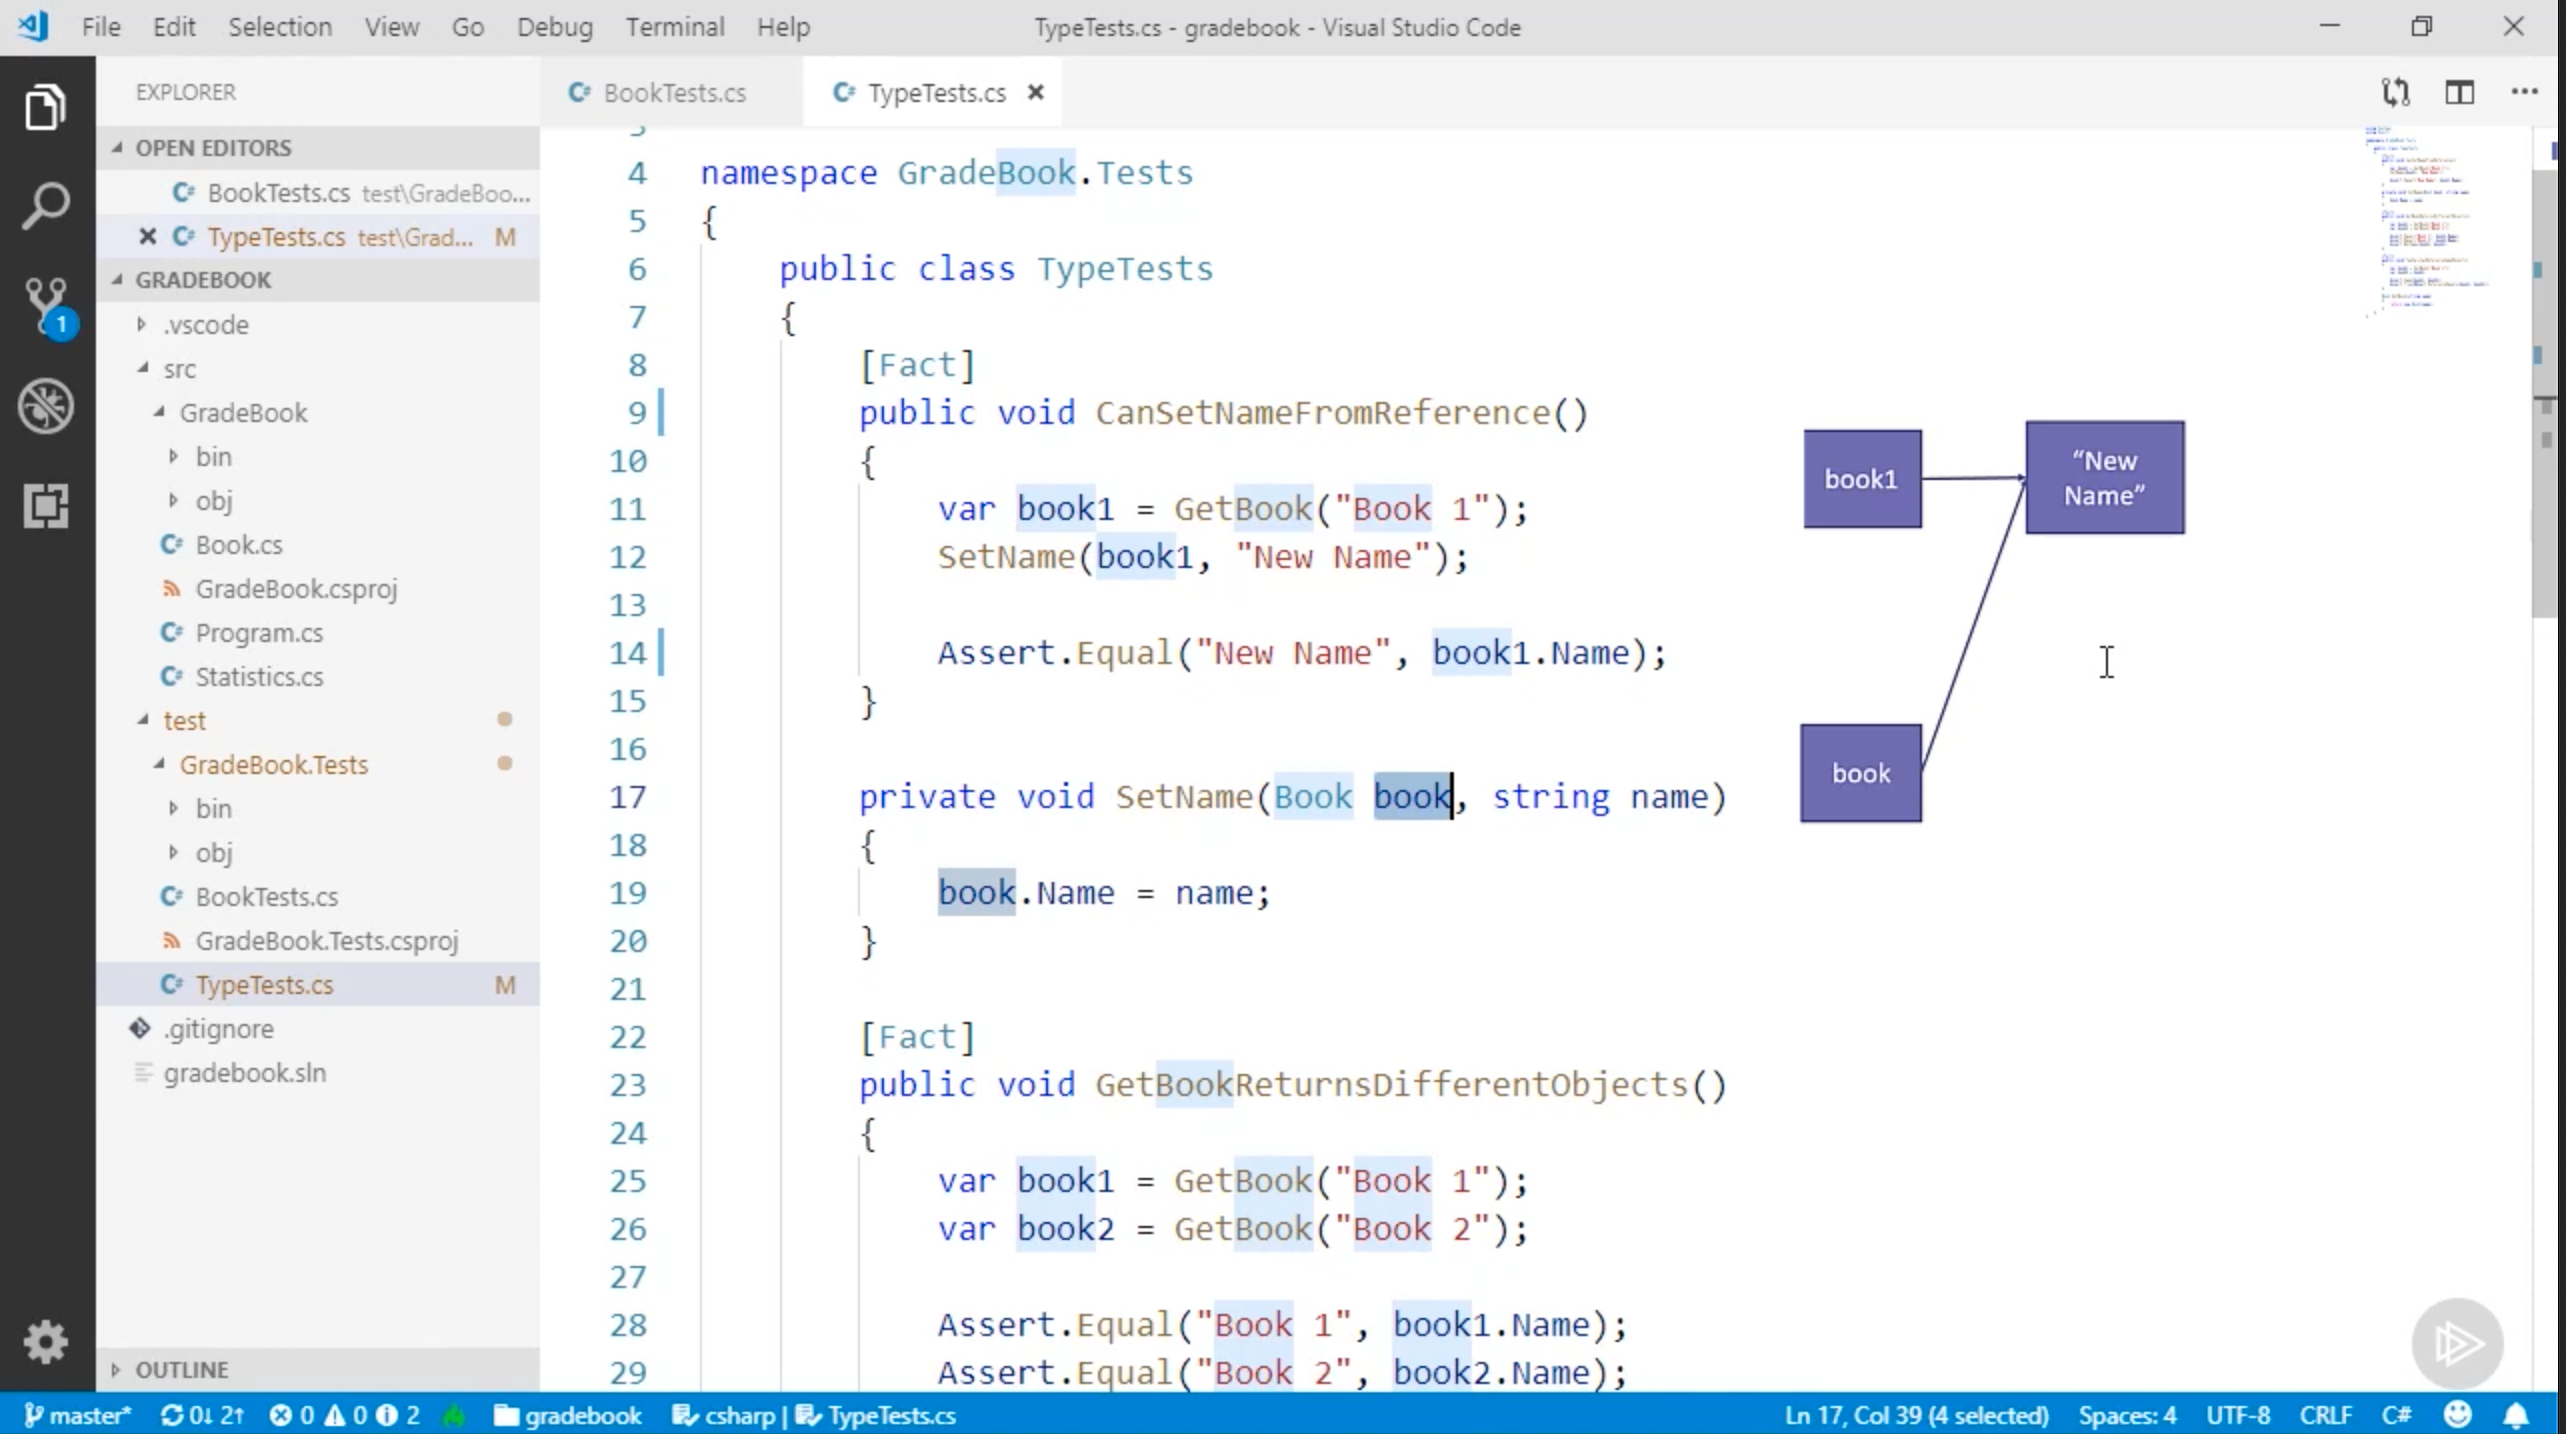 File Edit Selection View Go Debug Terminal Help TypeTests.cs - gradebook - Visual Studio Code
EXPLORER
OPEN EDITORS
BookTests.cs test\GradeBoo...
TypeTests.cs test\Grad... M
GRADEBOOK
.vscode
src
GradeBook
bin
obj
Book.cs
GradeBook.csproj
Program.cs
Statistics.cs
test
GradeBook.Tests
bin
obj
BookTests.cs
GradeBook.Tests.csproj
TypeTests.cs M
.gitignore
gradebook.sln
OUTLINE
1
BookTests.cs TypeTests.cs
4 namespace GradeBook.Tests
5 {
6 public class TypeTests
7 {
8 [Fact]
9 public void CanSetNameFromReference()
10 {
11 var book1 = GetBook("Book 1");
12 SetName(book1, "New Name");
13
14 Assert.Equal("New Name", book1.Name);
15 }
16
17 private void SetName(Book book, string name)
18 {
19 book.Name = name;
20 }
21
22 [Fact]
23 public void GetBookReturnsDifferentObjects()
24 {
25 var book1 = GetBook("Book 1");
26 var book2 = GetBook("Book 2");
27
28 Assert.Equal("Book 1", book1.Name);
29 Assert.Equal("Book 2", book2.Name);
book1
“New
Name”
book
master* 0↓ 2↑ 0 0 2 gradebook csharp | TypeTests.cs Ln 17, Col 39 (4 selected) Spaces: 4 UTF-8 CRLF C#